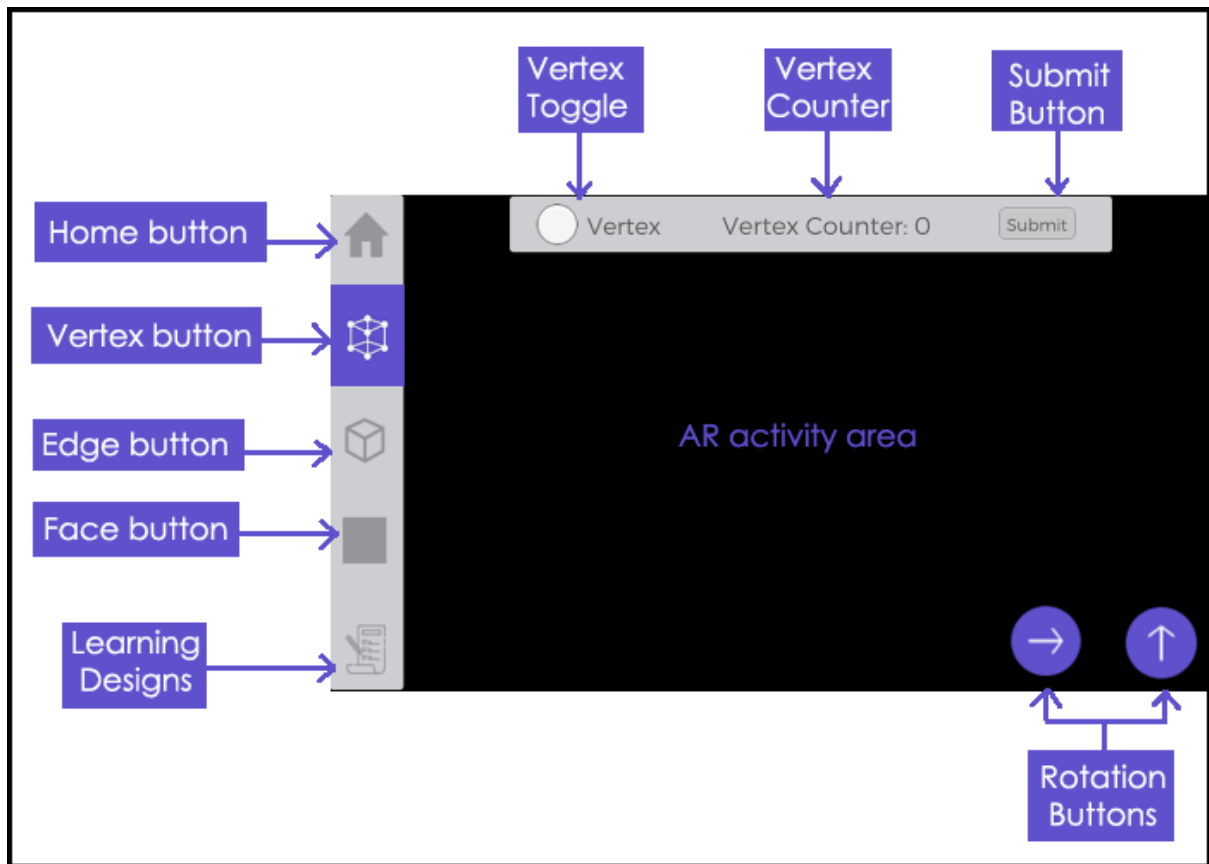 Vertex
Toggle
Vertex
Counter
Submit
Button
Home button
Vertex
Vertex Counter: 0
Submit
Vertex button
Edge button
AR activity area
Face button
Learning
Designs
Rotation
Buttons